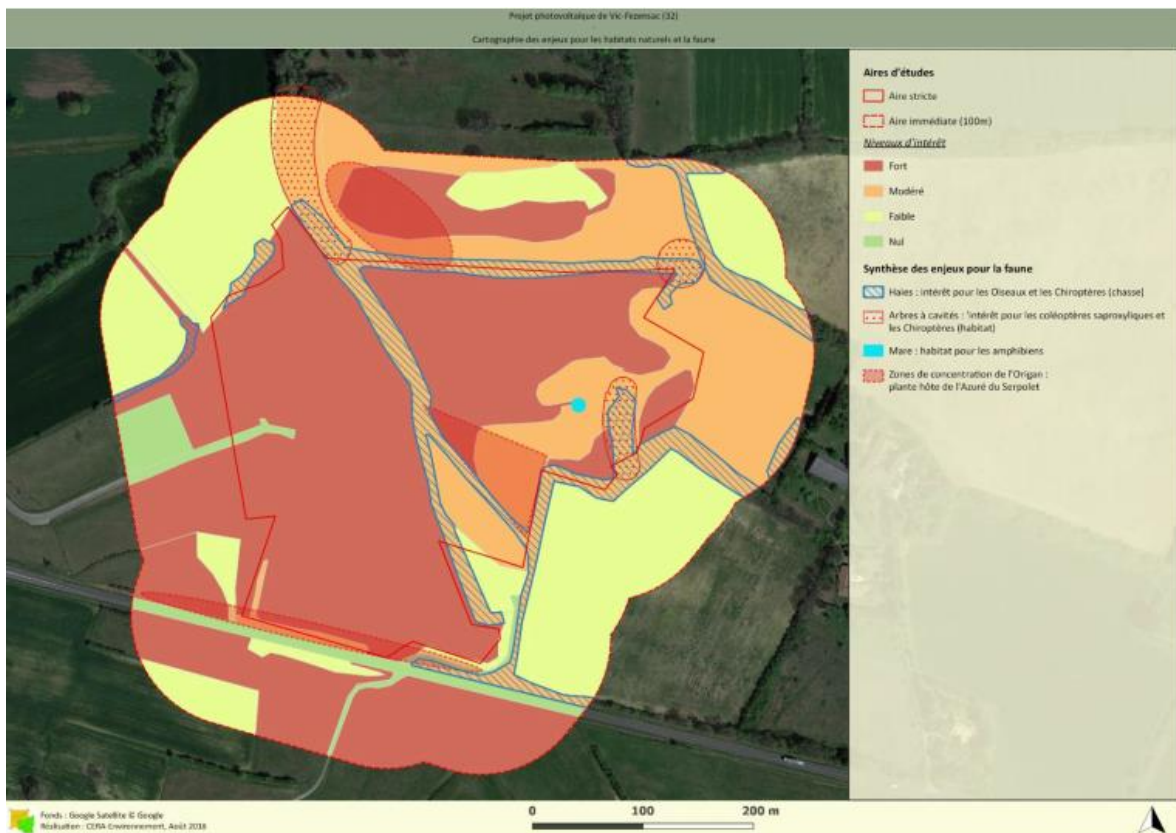 Projet photovoltaïque de Vic-Fezensac (32)
Cartographie des enjeux pour les habitats naturels et la faune
Aires d'études
Aire stricte
Aire immédiate (100m)
Niveaux d'intérêt
Fort
Modéré
Faible
Nul
Synthèse des enjeux pour la faune
Haies : intérêt pour les Oiseaux et les Chiroptères (chasse)
Arbres à cavités : 'intérêt pour les coléoptères saproxyliques et
les Chiroptères (habitat)
Mare : habitat pour les amphibiens
Zones de concentration de l'Origan :
plante hôte de l'Azuré du Serpolet
Fonds : Google Satellite © Google
Réalisation : CERA Environnement, Août 2018
0 100 200 m